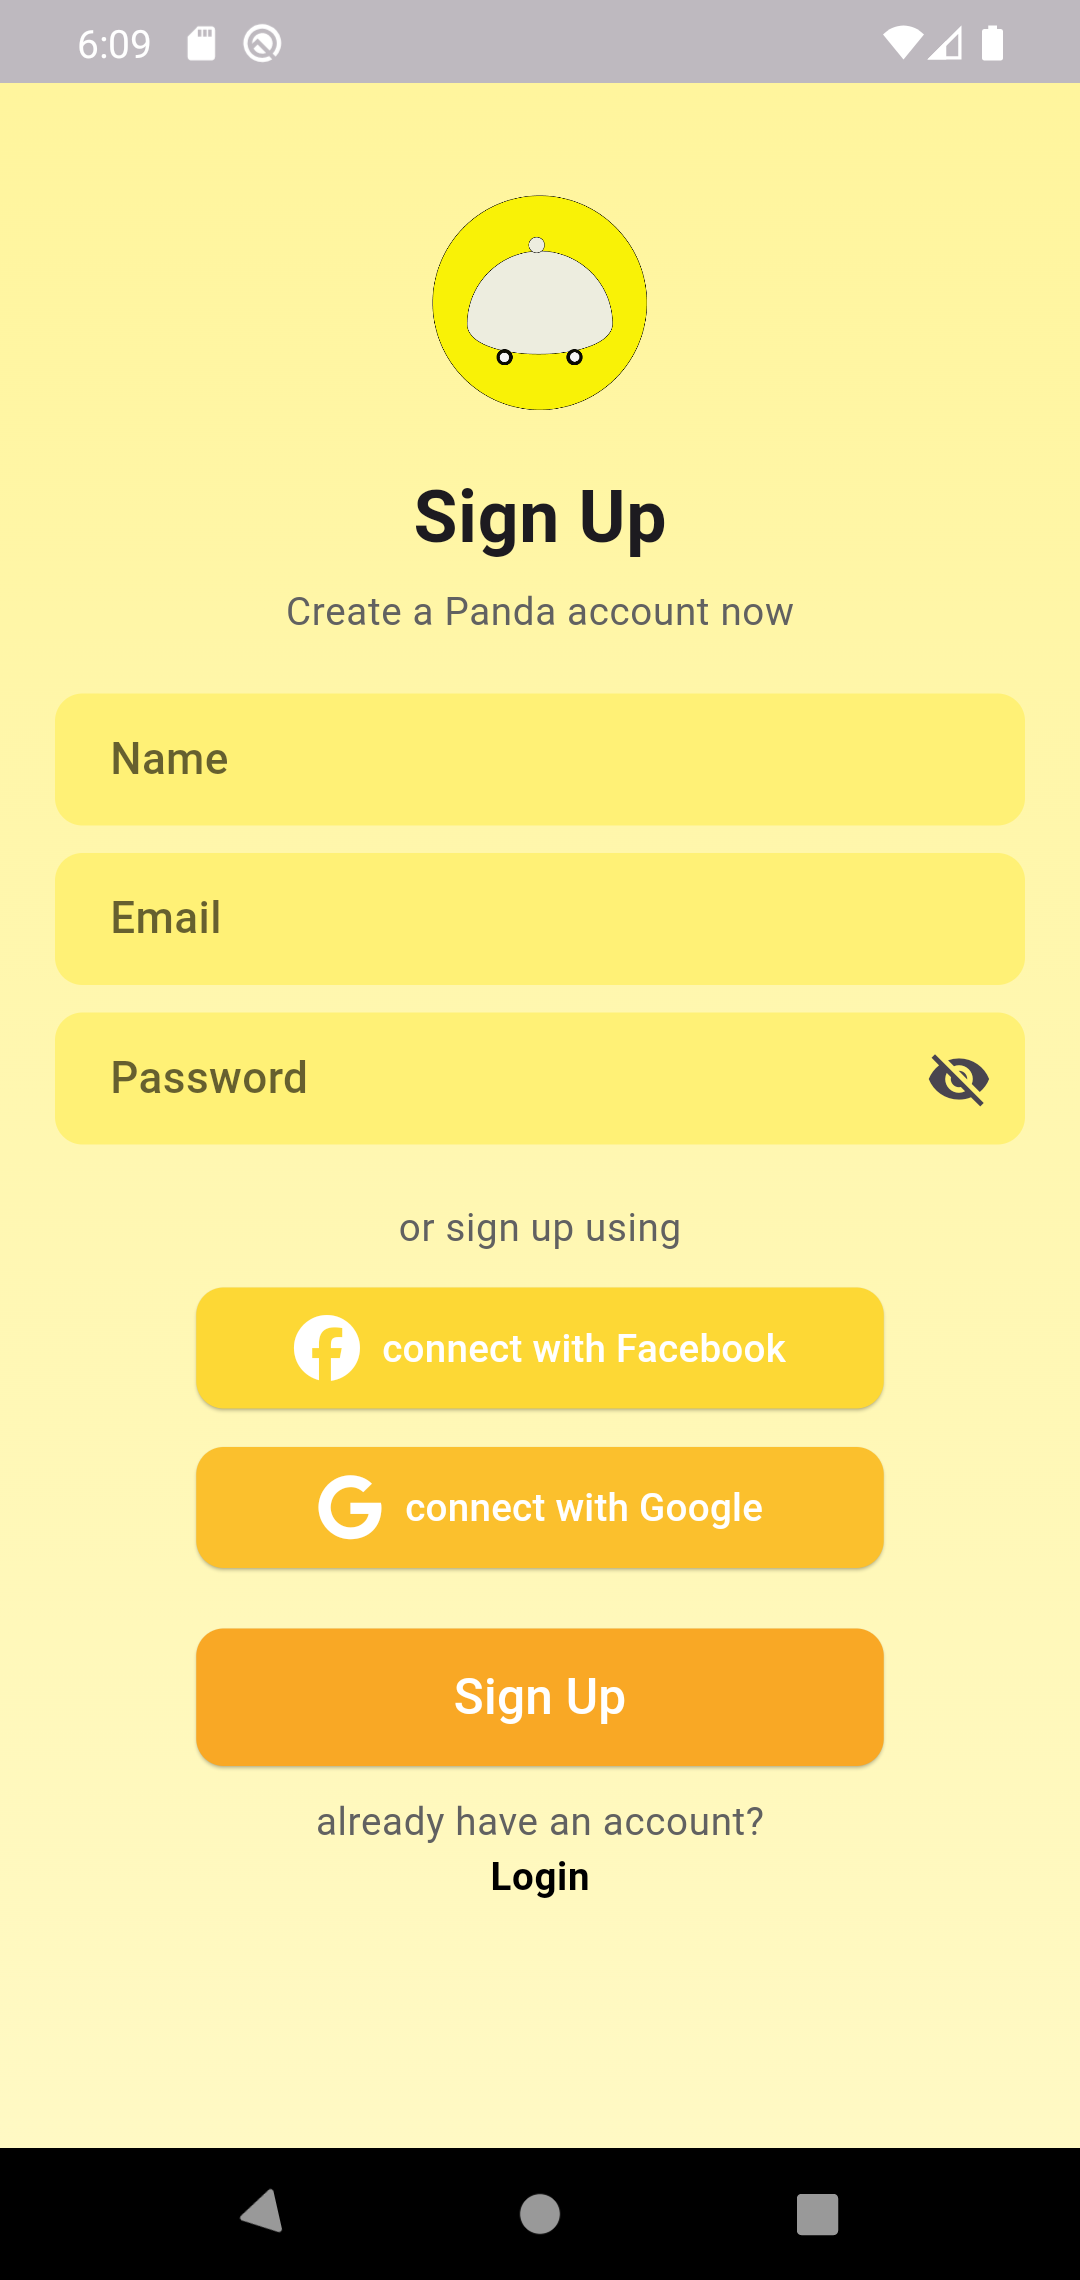 6:09
Sign Up
Create a Panda account now
Name
Email
Password
or sign up using
connect with Facebook
connect with Google
Sign Up
already have an account?
Login